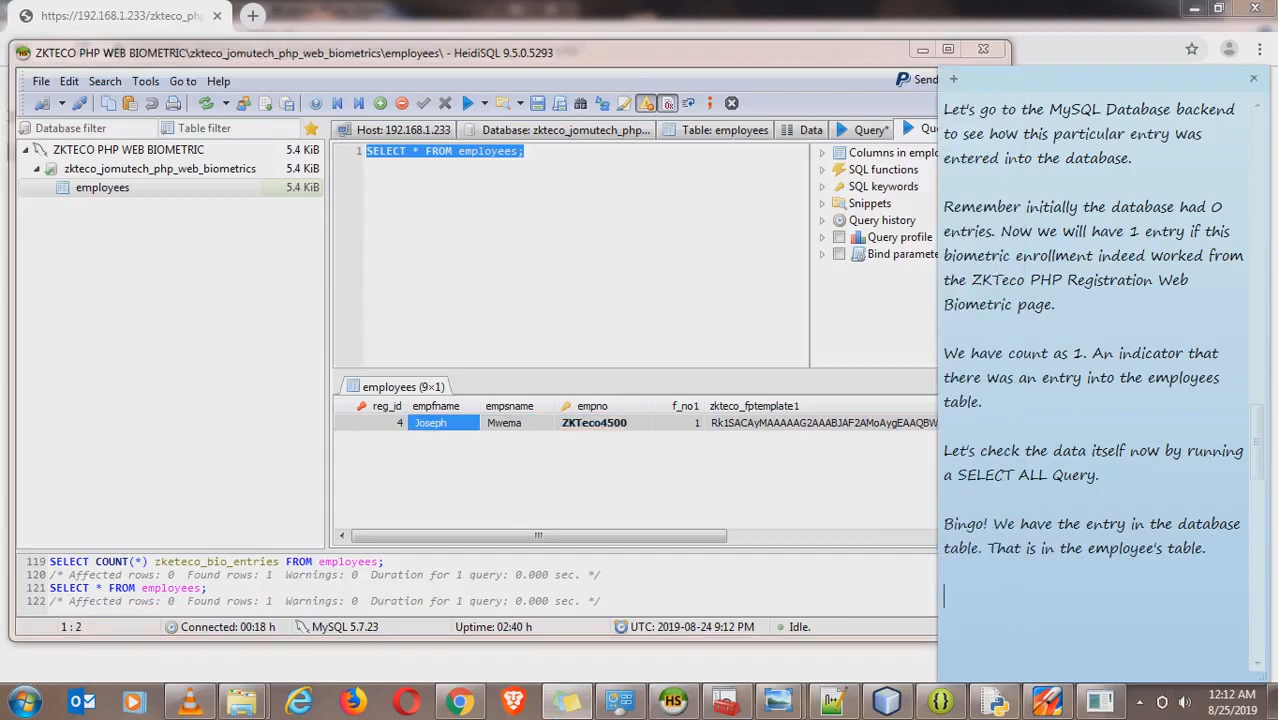 https://192.168.1.233/zkteco_ph
ZKTECO PHP WEB BIOMETRIC\zkteco_jomutech_php_web_biometrics\employees\ - HeidiSQL 9.5.0.5293
File Edit Search Tools Go to Help
Send
Database filter Table filter
Host: 192.168.1.233 Database: zkteco_jomutech_php... Table: employees Data Query* Qu
ZKTECO PHP WEB BIOMETRIC 5.4 KiB
zkteco_jomutech_php_web_biometrics 5.4 KiB
employees 5.4 KiB
1 SELECT * FROM employees;
Columns in emplo
SQL functions
SQL keywords
Snippets
Query history
Query profile
Bind paramete
employees (9×1)
reg_id empfname empsname empno f_no1 zkteco_fptemplate1
4 Joseph Mwema ZKTeco4500 1 Rk1SACAyMAAAAAG2AAABJAF2AMoAygEAAQBW
119 SELECT COUNT(*) zketeco_bio_entries FROM employees;
120 /* Affected rows: 0 Found rows: 1 Warnings: 0 Duration for 1 query: 0.000 sec. */
121 SELECT * FROM employees;
122 /* Affected rows: 0 Found rows: 1 Warnings: 0 Duration for 1 query: 0.000 sec. */
1 : 2 Connected: 00:18 h MySQL 5.7.23 Uptime: 02:40 h UTC: 2019-08-24 9:12 PM Idle.
Let's go to the MySQL Database backend
to see how this particular entry was
entered into the database.
Remember initially the database had 0
entries. Now we will have 1 entry if this
biometric enrollment indeed worked from
the ZKTeco PHP Registration Web
Biometric page.
We have count as 1. An indicator that
there was an entry into the employees
table.
Let's check the data itself now by running
a SELECT ALL Query.
Bingo! We have the entry in the database
table. That is in the employee's table.
12:12 AM
8/25/2019